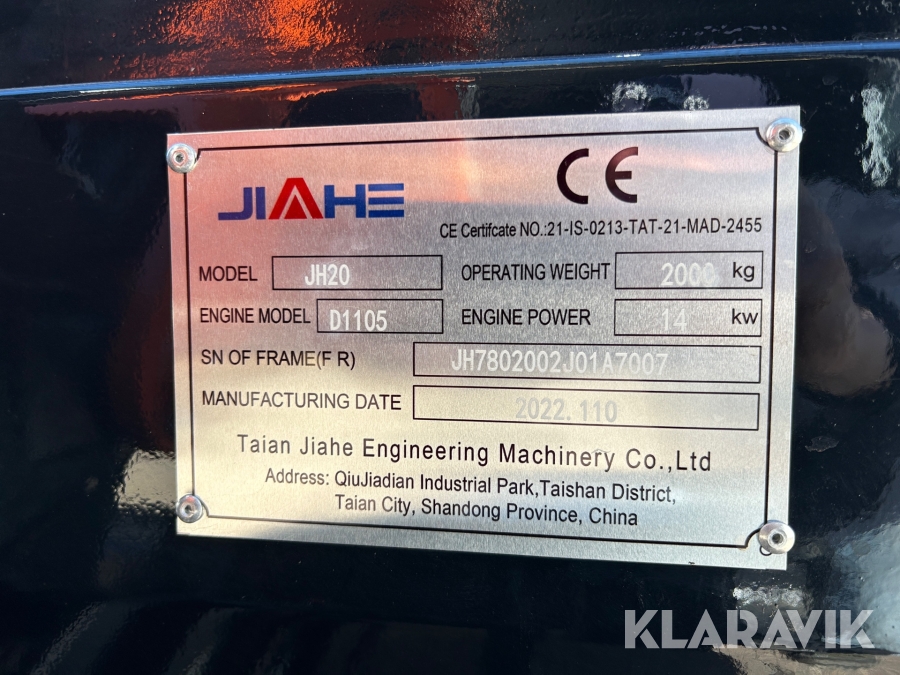 JIAHE
CE
CE Certifcate NO.:21-IS-0213-TAT-21-MAD-2455
MODEL JH20 OPERATING WEIGHT 2000 kg
ENGINE MODEL D1105 ENGINE POWER 14 kw
SN OF FRAME(F R) JH7802002J01A7007
MANUFACTURING DATE 2022.110
Taian Jiahe Engineering Machinery Co.,Ltd
Address: QiuJiadian Industrial Park,Taishan District,
Taian City, Shandong Province, China
KLARAVIK